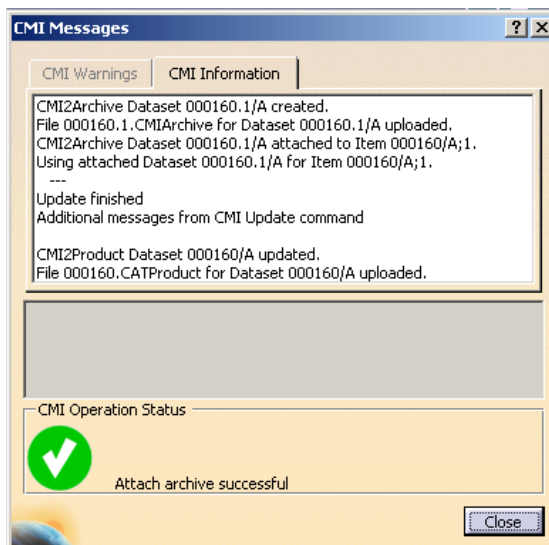 CMI Messages
CMI Warnings
CMI Information
CMI2Archive Dataset 000160.1/A created.
File 000160.1.CMIArchive for Dataset 000160.1/A uploaded.
CMI2Archive Dataset 000160.1/A attached to Item 000160/A;1.
Using attached Dataset 000160.1/A for Item 000160/A;1.
---
Update finished
Additional messages from CMI Update command
CMI2Product Dataset 000160/A updated.
File 000160.CATProduct for Dataset 000160/A uploaded.
CMI Operation Status
Attach archive successful
Close